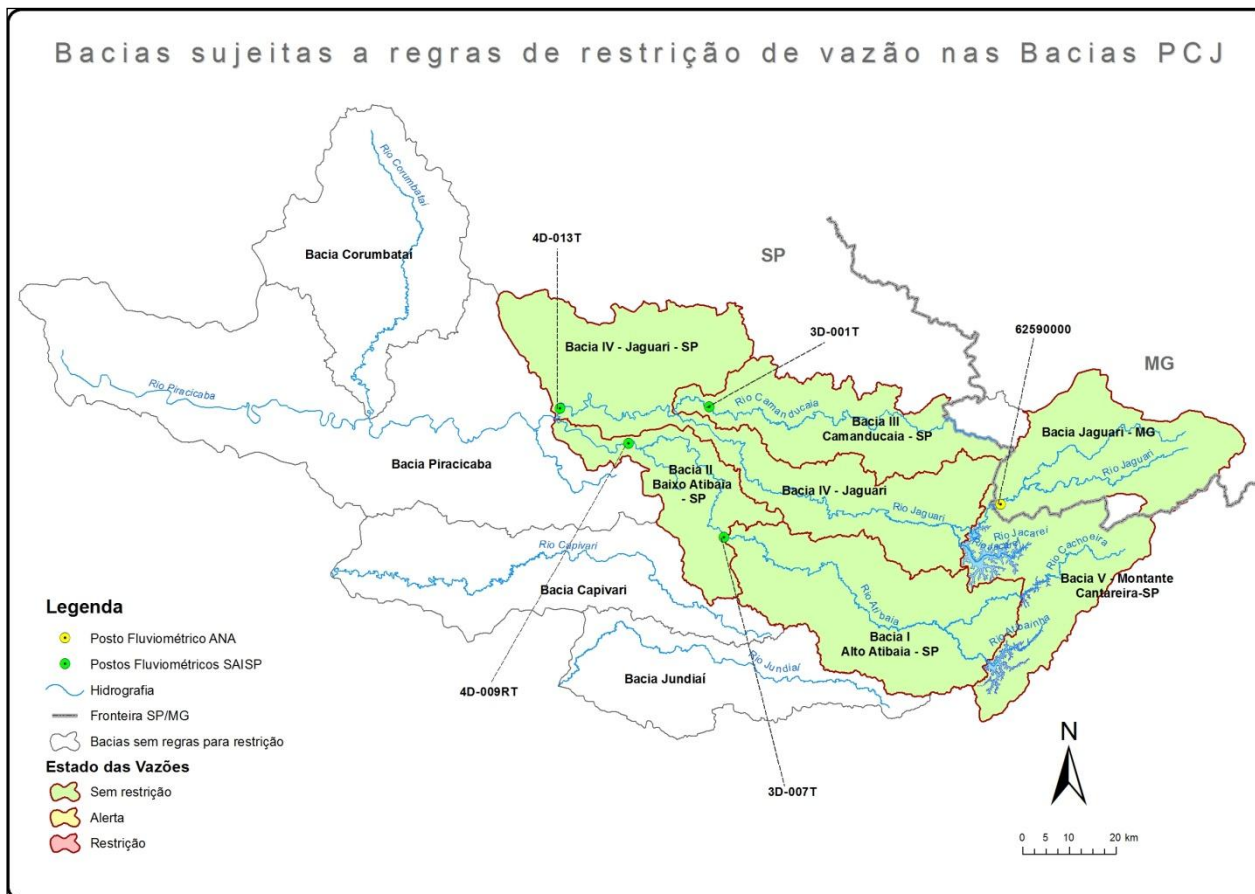 Bacias sujeitas a regras de restrição de vazão nas Bacias PCJ
Rio Corumbataí
Bacia Corumbataí
4D-013T
SP
3D-001T
62590000
MG
Bacia IV - Jaguari - SP
Rio Piracicaba
Rio Camanducaia
Bacia III
Camanducaia - SP
Bacia Jaguari - MG
Rio Jaguari
Bacia Piracicaba
Bacia II
Baixo Atibaia
- SP
Bacia IV - Jaguari
Rio Jaguari
Rio Jacareí
Rio Cachoeira
Rio Capivari
Bacia V - Montante
Cantareira-SP
Bacia Capivari
Rio Atibaia
Rio Atibainha
Bacia I
Alto Atibaia - SP
Rio Jundiaí
Bacia Jundiaí
4D-009RT
3D-007T
Legenda
Posto Fluviométrico ANA
Postos Fluviométricos SAISP
Hidrografia
Fronteira SP/MG
Bacias sem regras para restrição
Estado das Vazões
Sem restrição
Alerta
Restrição
N
0 5 10 20 km